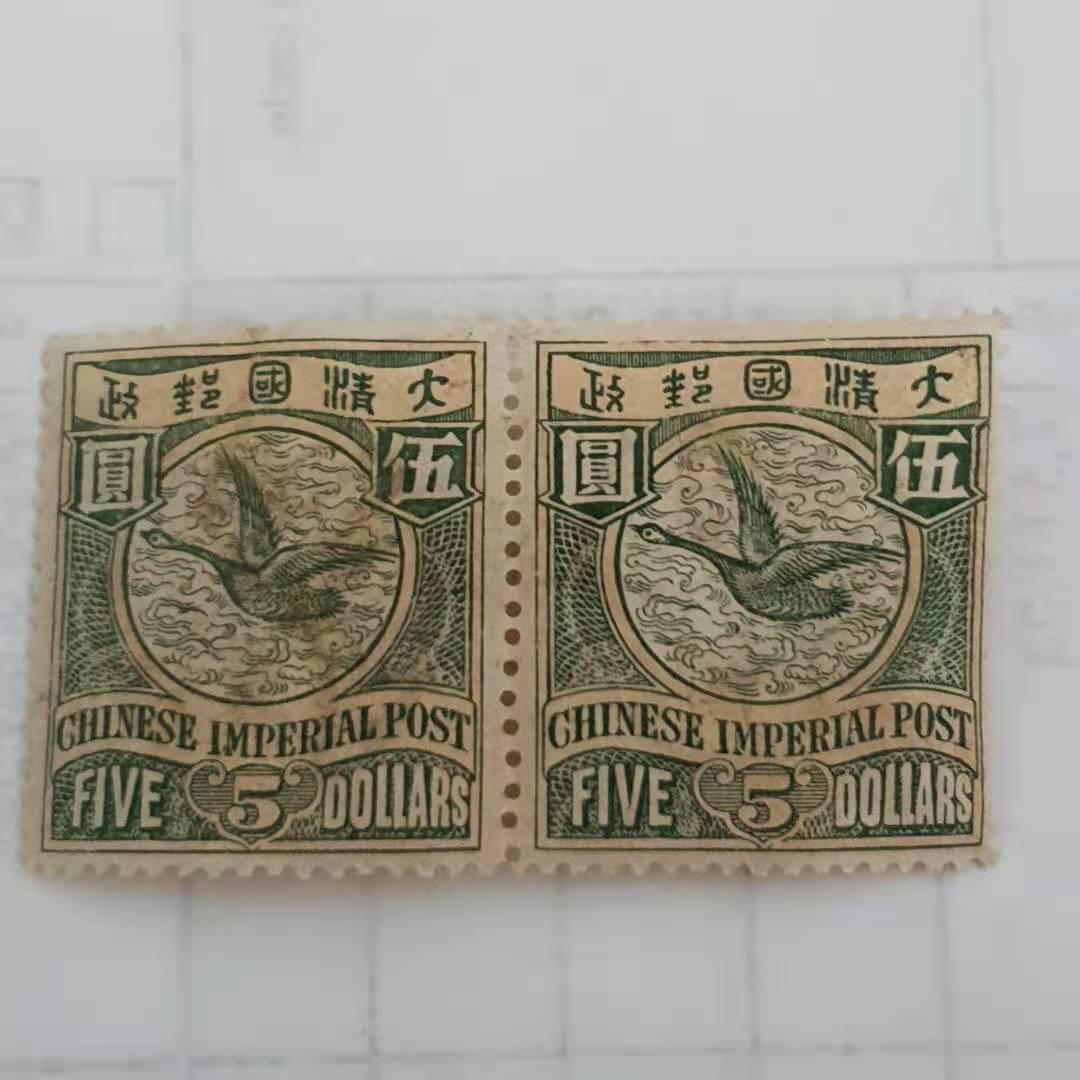 大清國郵政
伍圓
CHINESE IMPERIAL POST
FIVE 5 DOLLARS
大清國郵政
伍圓
CHINESE IMPERIAL POST
FIVE 5 DOLLARS